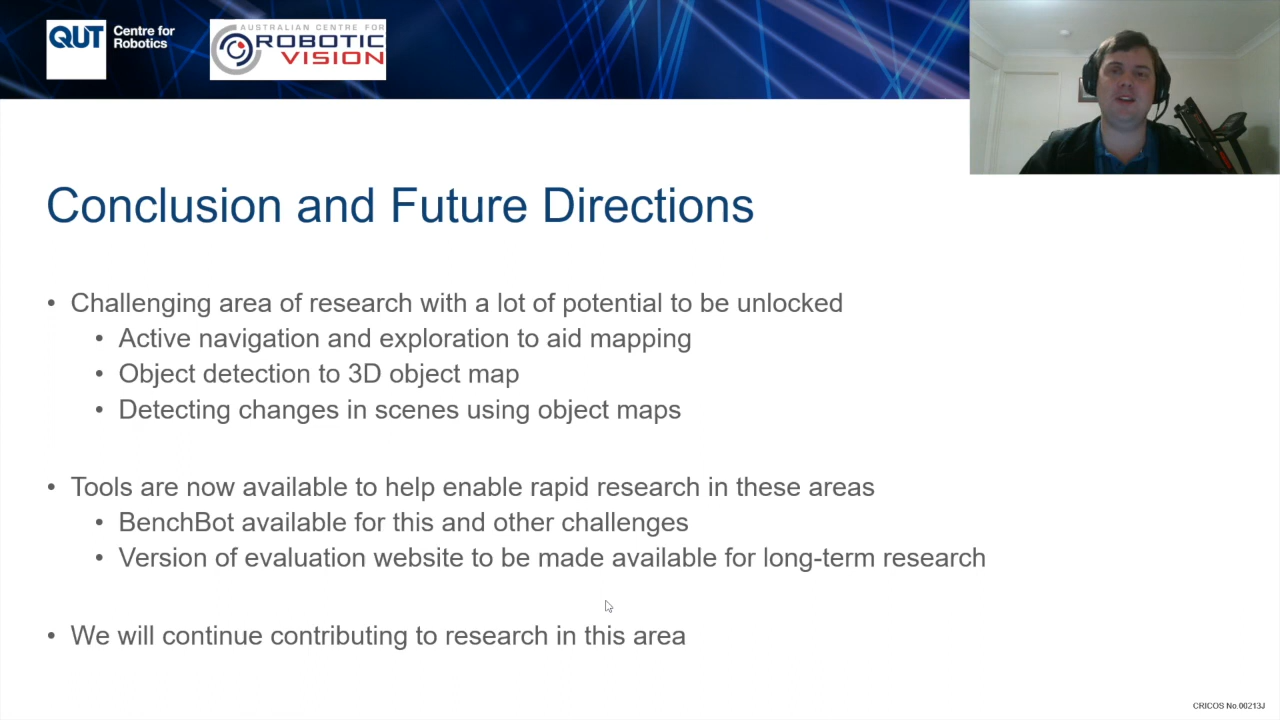 QUT
Centre for
Robotics
AUSTRALIAN CENTRE FOR
ROBOTIC
VISION
Conclusion and Future Directions
• Challenging area of research with a lot of potential to be unlocked
• Active navigation and exploration to aid mapping
• Object detection to 3D object map
• Detecting changes in scenes using object maps
• Tools are now available to help enable rapid research in these areas
• BenchBot available for this and other challenges
• Version of evaluation website to be made available for long-term research
• We will continue contributing to research in this area
CRICOS No.00213J